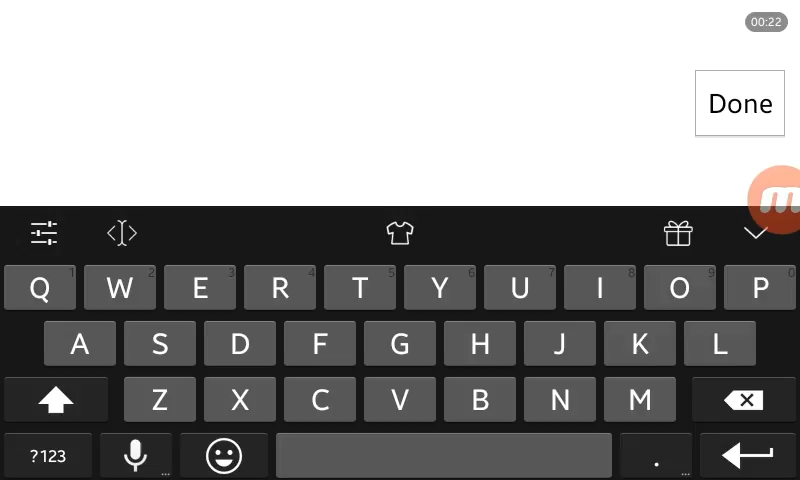 00:22
Done
m
1 2 3 4 5 6 7 8 9 0
Q W E R T Y U I O P
A S D F G H J K L
Z X C V B N M
?123 ... . ...